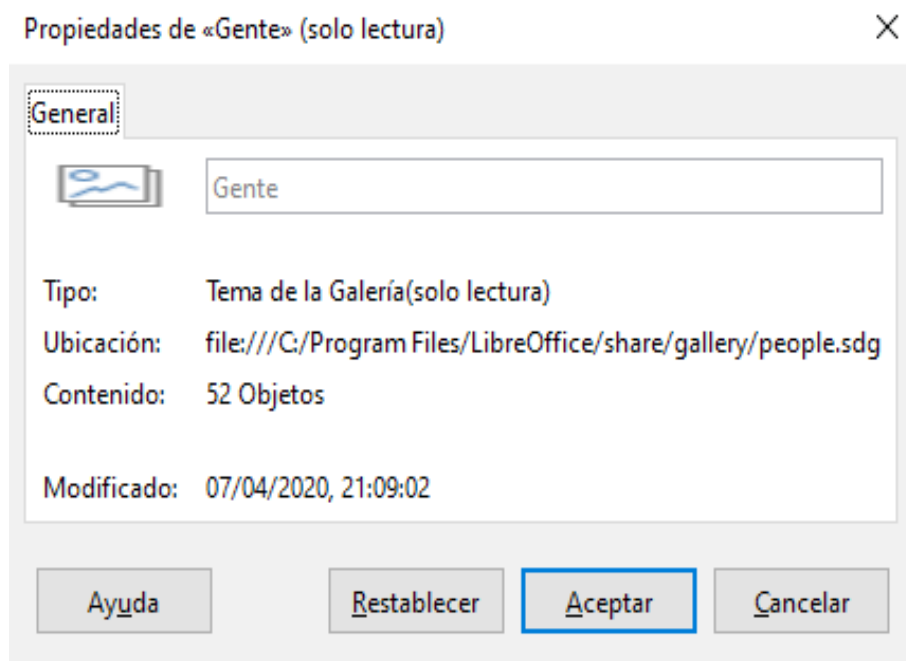 Propiedades de «Gente» (solo lectura)
General
Gente
Tipo: Tema de la Galería(solo lectura)
Ubicación: file:///C:/Program Files/LibreOffice/share/gallery/people.sdg
Contenido: 52 Objetos
Modificado: 07/04/2020, 21:09:02
Ayuda Restablecer Aceptar Cancelar